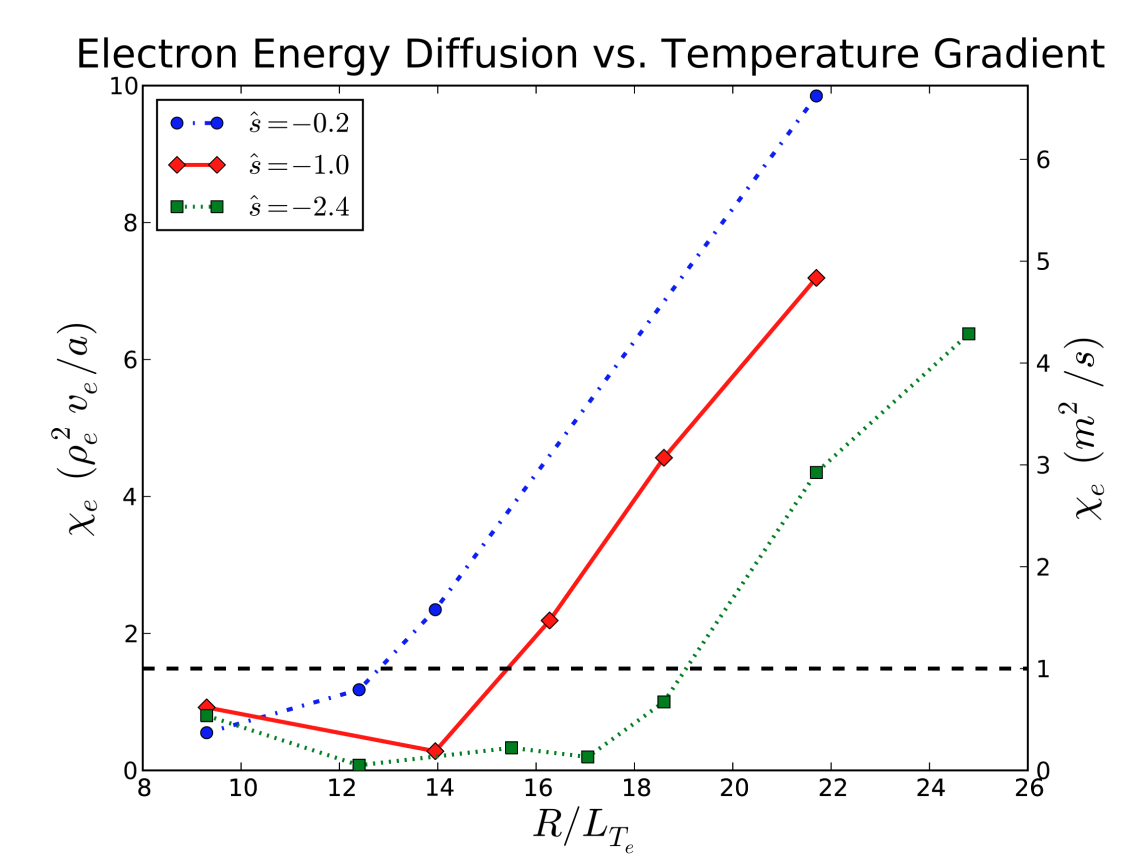 Electron Energy Diffusion vs. Temperature Gradient
10
8
6
4
2
0
ŝ=−0.2
ŝ=−1.0
ŝ=−2.4
χₑ (ρₑ² vₑ/a)
6
5
4
3
2
1
0
χₑ (m² /s)
8 10 12 14 16 18 20 22 24 26
R/L_{T_e}